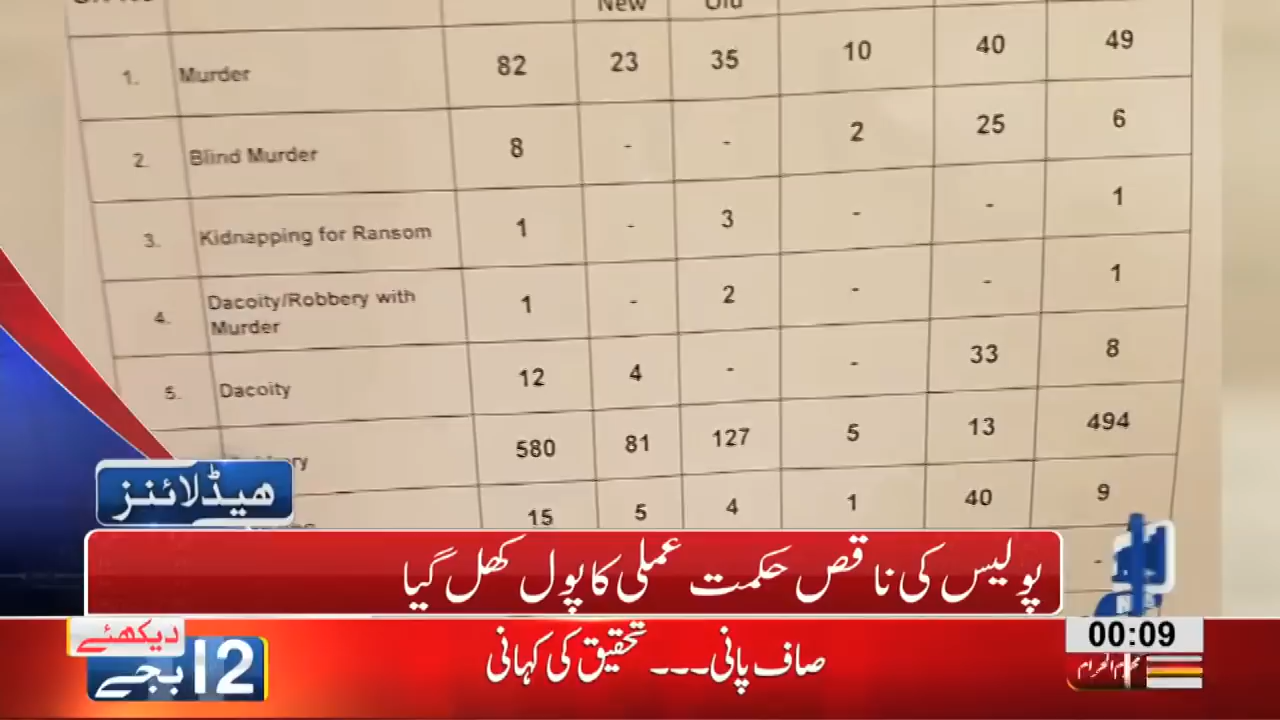 New Old
1. Murder 82 23 35 10 40 49
2. Blind Murder 8 - - 2 25 6
3. Kidnapping for Ransom 1 - 3 - - 1
4. Dacoity/Robbery with Murder 1 - 2 - - 1
5. Dacoity 12 4 - - 33 8
580 81 127 5 13 494
15 5 4 1 40 9
ھیڈلائنز
پولیس کی ناقص حکمت عملی کا پول کھل گیا
دیکھئے
12 بجے
صاف پانی۔۔۔ تحقیق کی کہانی
00:09
محرم الحرام